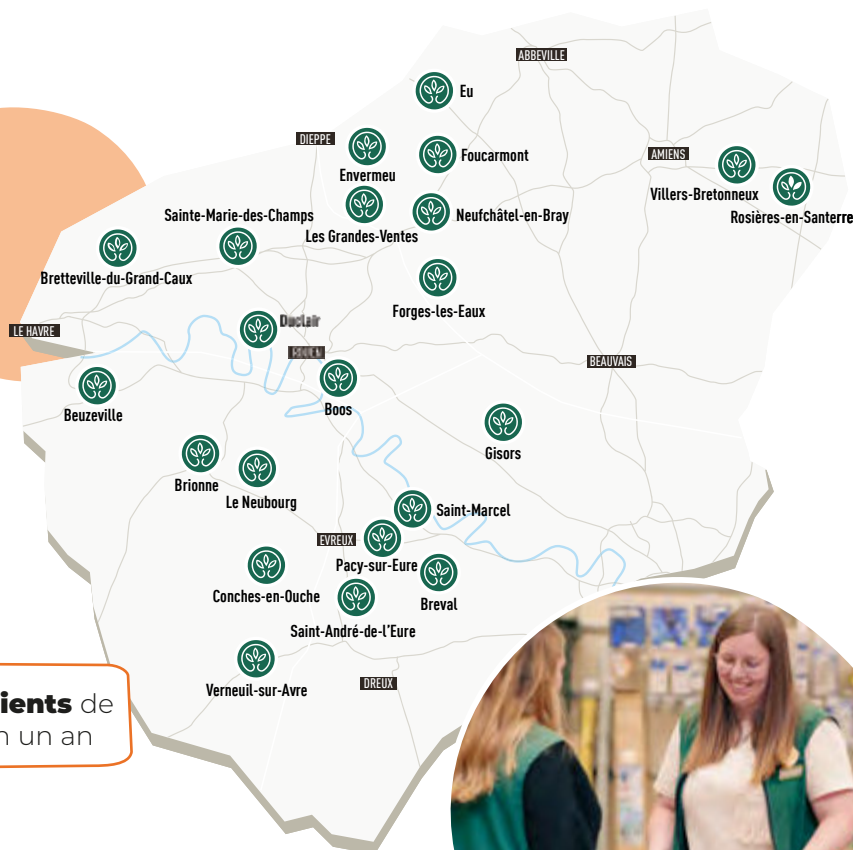 ABBEVILLE
Eu
DIEPPE
Envermeu
Foucarmont
AMIENS
Villers-Bretonneux
Rosières-en-Santerre
Sainte-Marie-des-Champs
Les Grandes-Ventes
Neufchâtel-en-Bray
Bretteville-du-Grand-Caux
Forges-les-Eaux
Duclair
LE HAVRE
BEAUVAIS
Beuzeville
Boos
Gisors
Brionne
Le Neubourg
Saint-Marcel
EVREUX
Pacy-sur-Eure
Conches-en-Ouche
Breval
Saint-André-de-l'Eure
Verneuil-sur-Avre
DREUX
ients de
un an